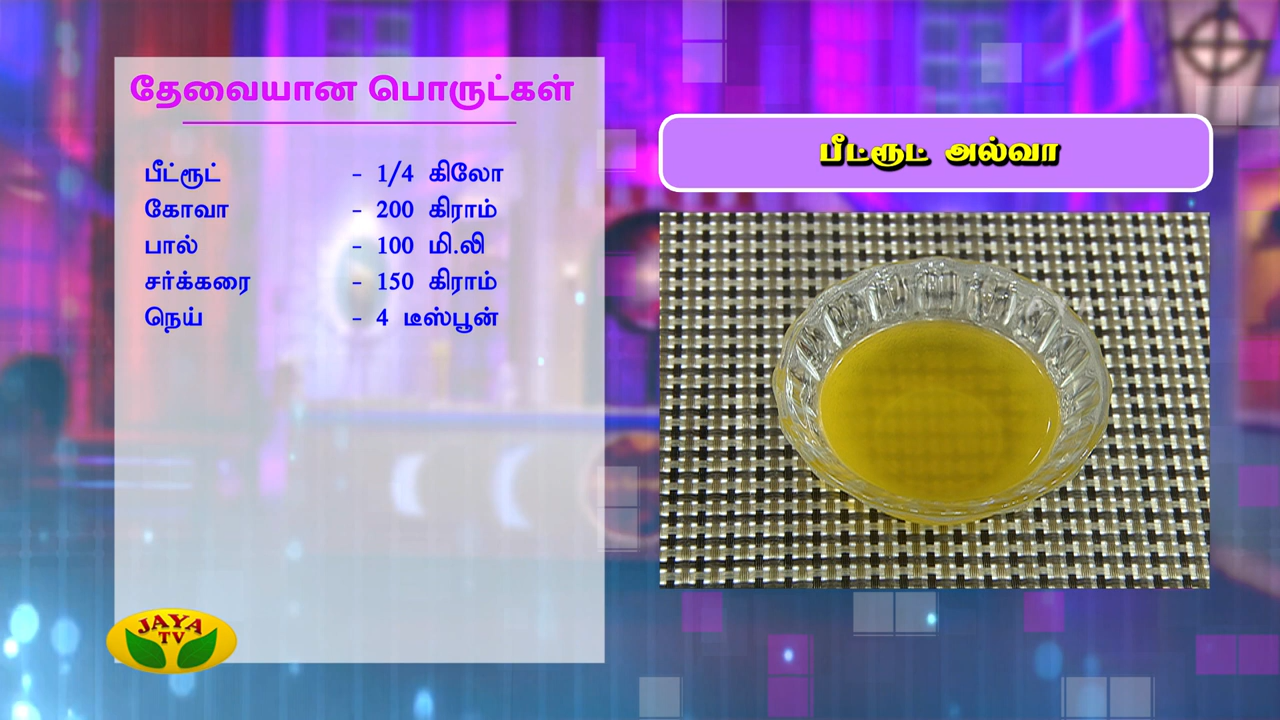 தேவையான பொருட்கள்
பீட்ரூட் - 1/4 கிலோ
கோவா - 200 கிராம்
பால் - 100 மி.லி
சர்க்கரை - 150 கிராம்
நெய் - 4 டீஸ்பூன்
பீட்ரூட் அல்வா
JAYA
TV